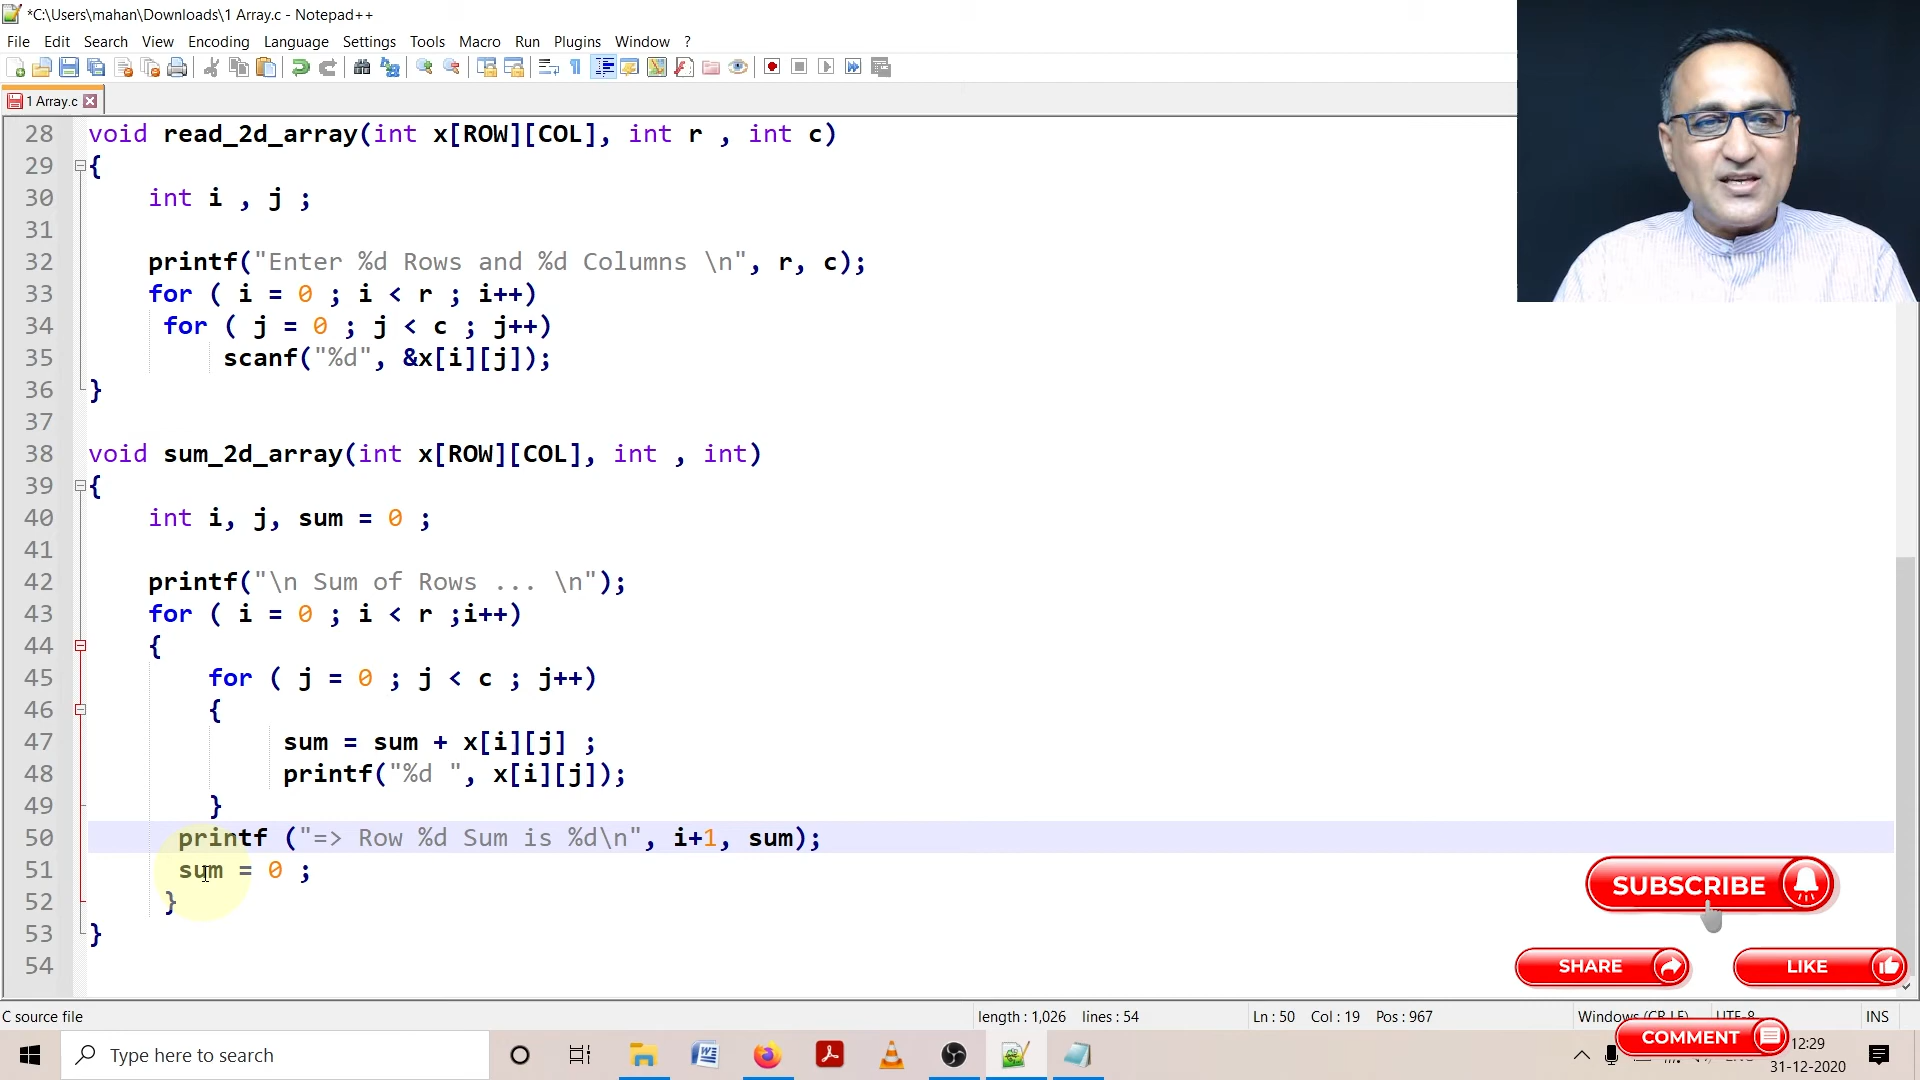 *C:\Users\mahan\Downloads\1 Array.c - Notepad++
File Edit Search View Encoding Language Settings Tools Macro Run Plugins Window ?
1 Array.c
28 void read_2d_array(int x[ROW][COL], int r , int c)
29 {
30 int i , j ;
31
32 printf("Enter %d Rows and %d Columns \n", r, c);
33 for ( i = 0 ; i < r ; i++)
34 for ( j = 0 ; j < c ; j++)
35 scanf("%d", &x[i][j]);
36 }
37
38 void sum_2d_array(int x[ROW][COL], int , int)
39 {
40 int i, j, sum = 0 ;
41
42 printf("\n Sum of Rows ... \n");
43 for ( i = 0 ; i < r ;i++)
44 {
45 for ( j = 0 ; j < c ; j++)
46 {
47 sum = sum + x[i][j] ;
48 printf("%d ", x[i][j]);
49 }
50 printf ("=> Row %d Sum is %d\n", i+1, sum);
51 sum = 0 ;
52 }
53 }
54
SUBSCRIBE
SHARE
LIKE
C source file length : 1,026 lines : 54 Ln : 50 Col : 19 Pos : 967 Windows (CR LF) UTF-8 INS
COMMENT
Type here to search
12:29
31-12-2020